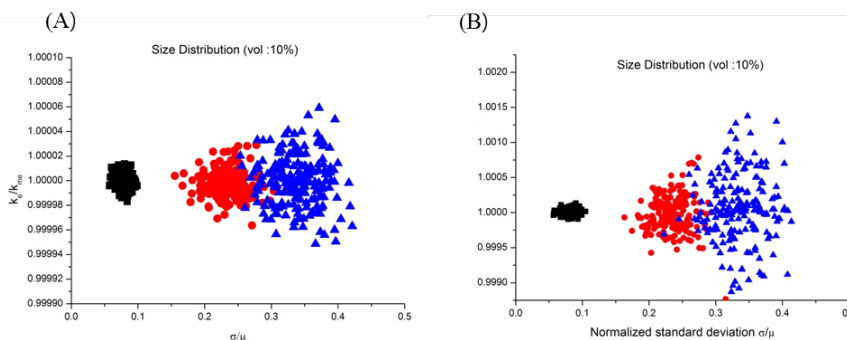 (A)
Size Distribution (vol :10%)
1.00010
1.00008
1.00006
1.00004
1.00002
1.00000
0.99998
0.99996
0.99994
0.99992
0.99990
k_e/k_me
0.0 0.1 0.2 0.3 0.4 0.5
σ/μ
(B)
Size Distribution (vol :10%)
1.0020
1.0015
1.0010
1.0005
1.0000
0.9995
0.9990
0.0 0.1 0.2 0.3 0.4 0.5
Normalized standard deviation σ/μ